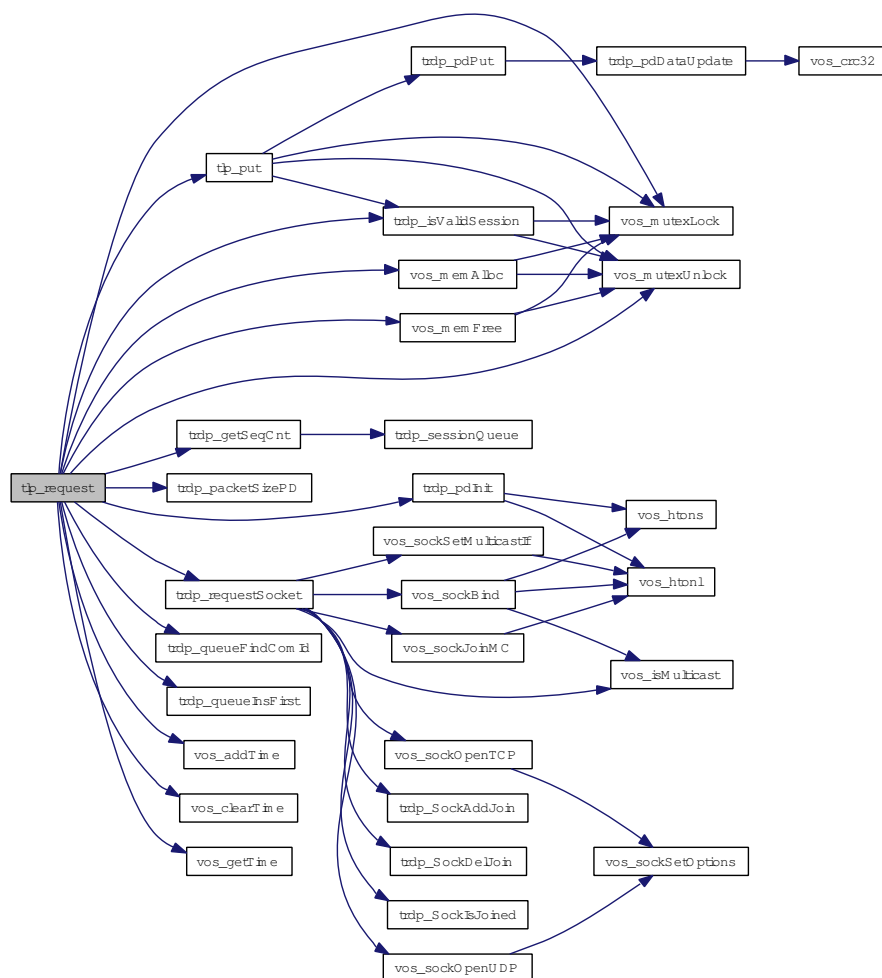 trdp_pdPut
trdp_pdDataUpdate
vos_crc32
tlp_put
trdp_isValidSession
vos_mutexLock
vos_memAlloc
vos_mutexUnlock
vos_memFree
trdp_getSeqCnt
trdp_sessionQueue
tlp_request
trdp_packetSizePD
trdp_pdInit
vos_htons
vos_sockSetMulticastIf
vos_htonl
trdp_requestSocket
vos_sockBind
trdp_queueFindComId
vos_sockJoinMC
vos_isMulticast
trdp_queueInsFirst
vos_addTime
vos_sockOpenTCP
vos_clearTime
trdp_SockAddJoin
vos_getTime
trdp_SockDelJoin
vos_sockSetOptions
trdp_SockIsJoined
vos_sockOpenUDP